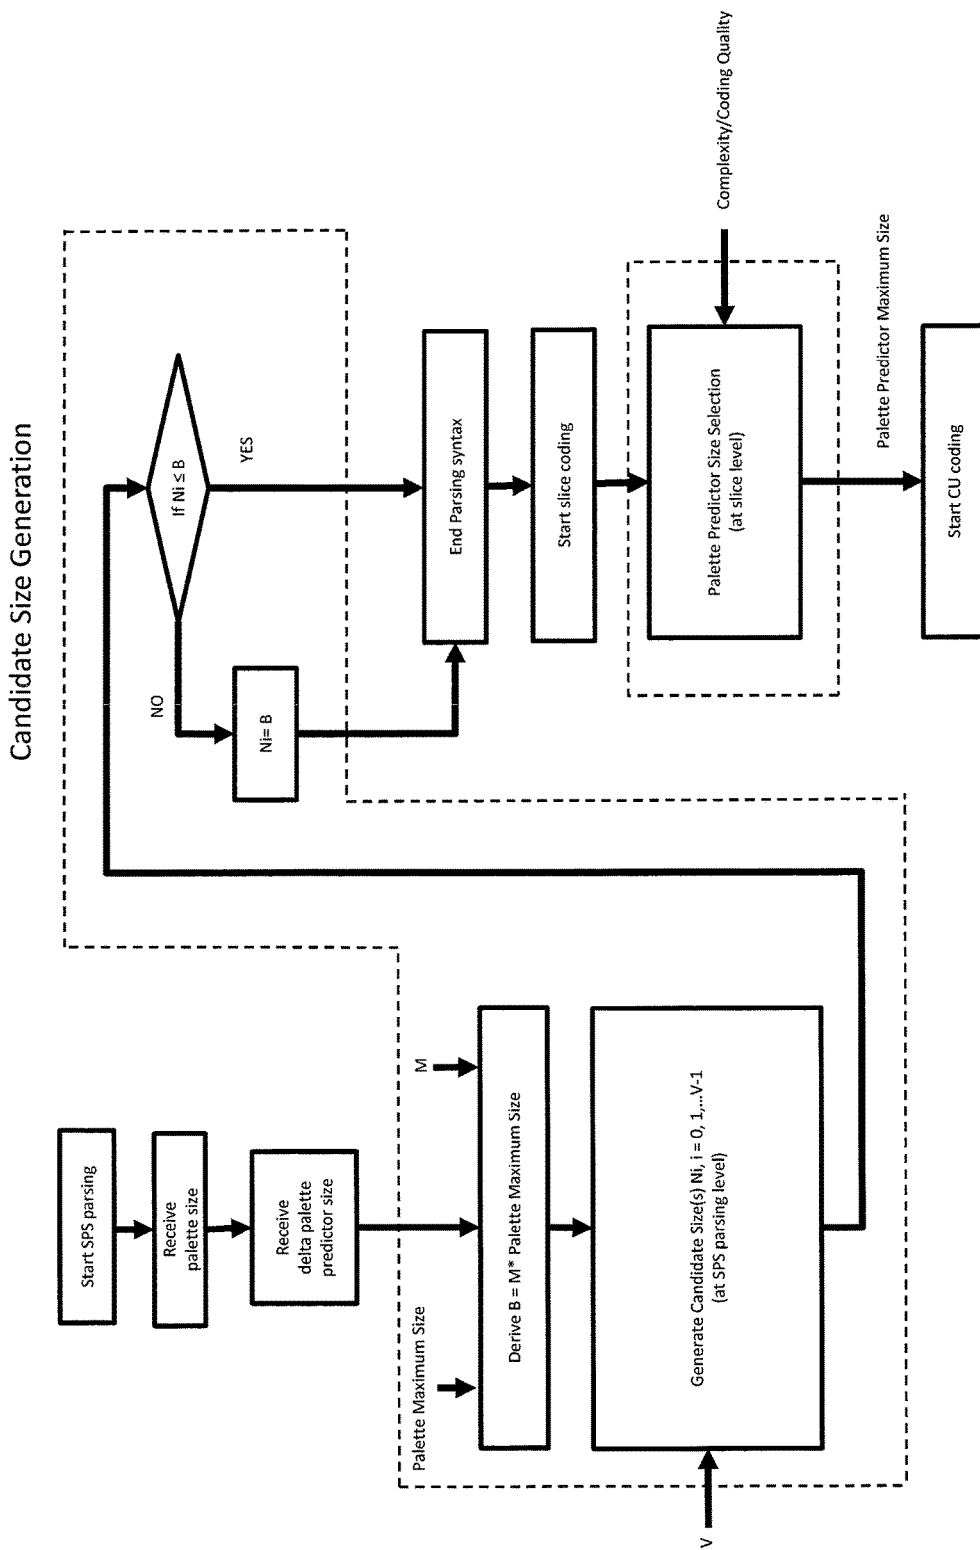 Candidate Size Generation
Start SPS parsing
Receive
palette size
Receive
delta palette
predictor size
Palette Maximum Size
M
Derive B = M* Palette Maximum Size
V
Generate Candidate Size(s) Ni, i = 0, 1,...V-1
(at SPS parsing level)
If Ni ≤ B
NO
YES
Ni= B
End Parsing syntax
Start slice coding
Palette Predictor Size Selection
(at slice level)
Complexity/Coding Quality
Palette Predictor Maximum Size
Start CU coding